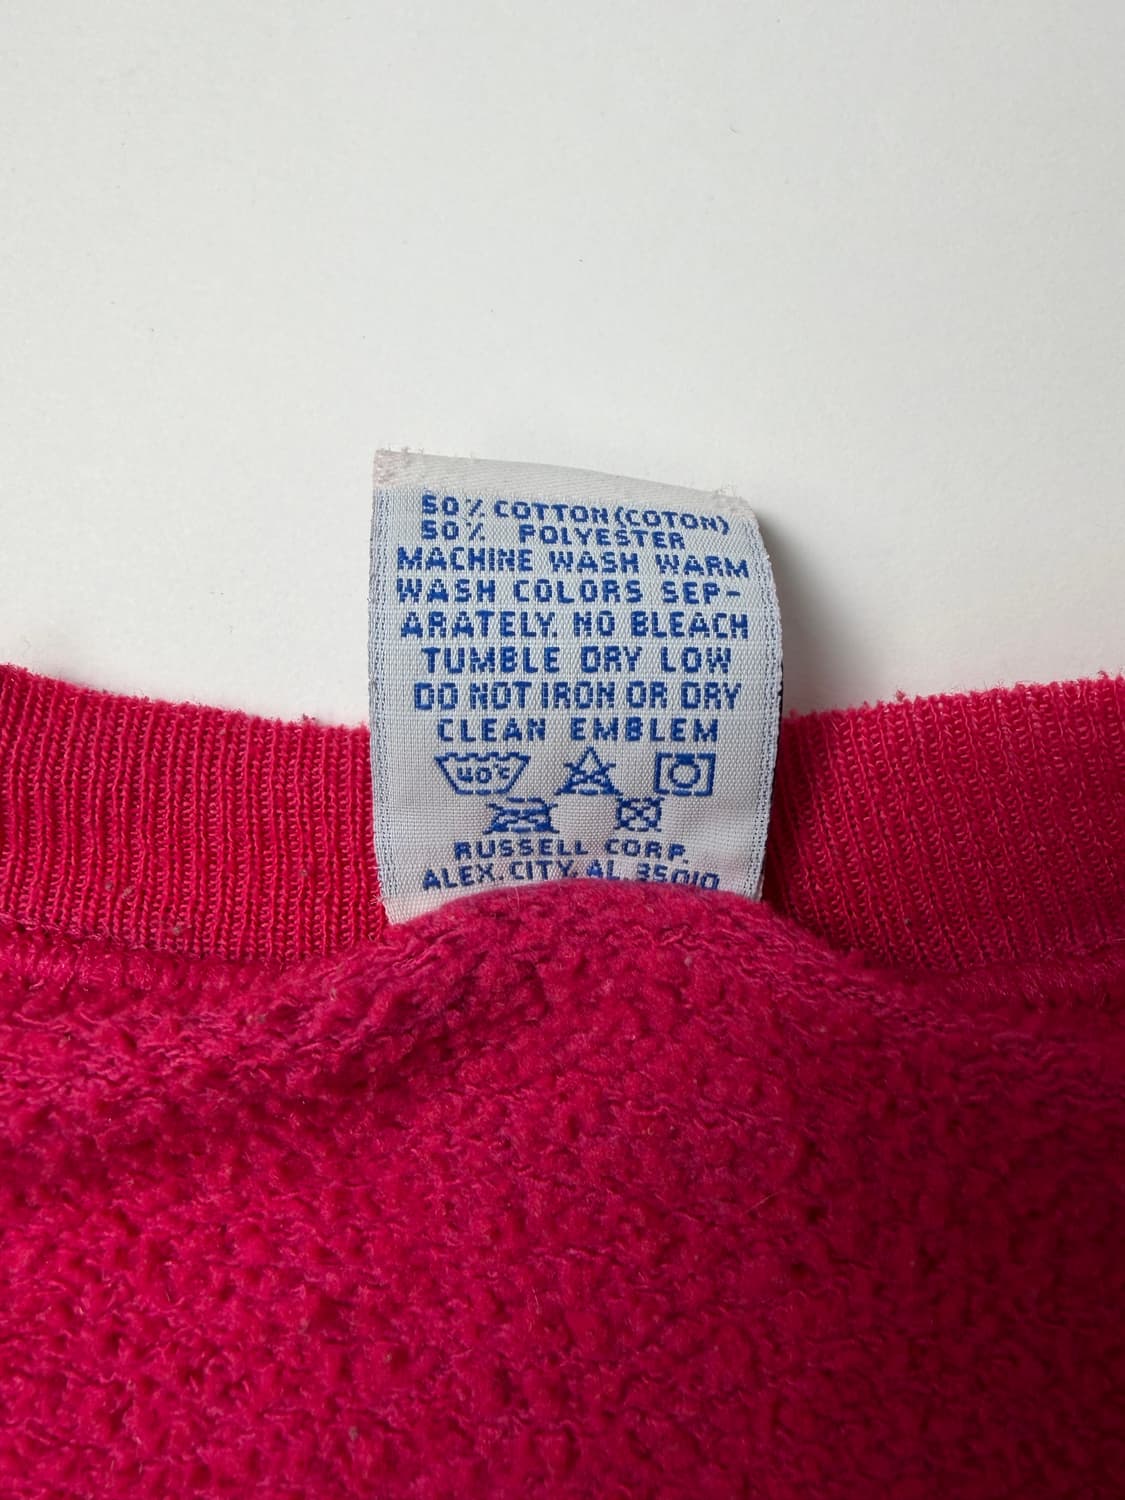 50% COTTON (COTON)
50% POLYESTER
MACHINE WASH WARM
WASH COLORS SEP-
ARATELY. NO BLEACH
TUMBLE DRY LOW
DO NOT IRON OR DRY
CLEAN EMBLEM
40°C
RUSSELL CORP.
ALEX. CITY, AL. 35010